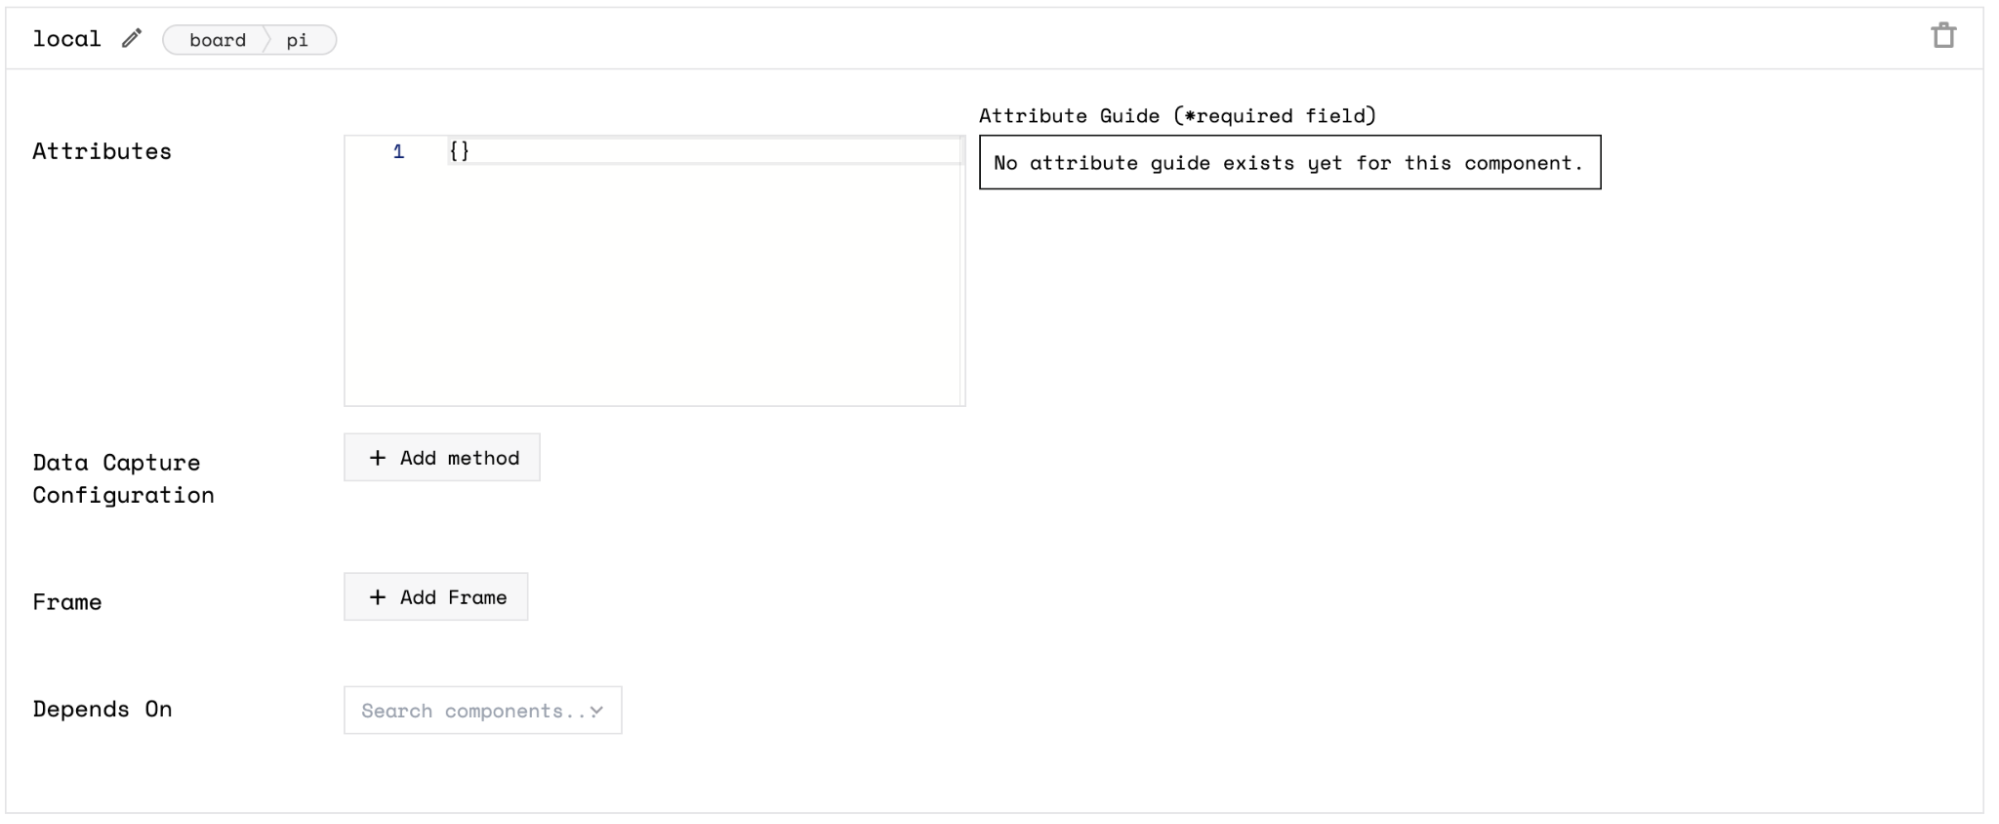 local board pi
Attribute Guide (*required field)
Attributes 1 {} No attribute guide exists yet for this component.
Data Capture
Configuration
+ Add method
Frame + Add Frame
Depends On Search components...